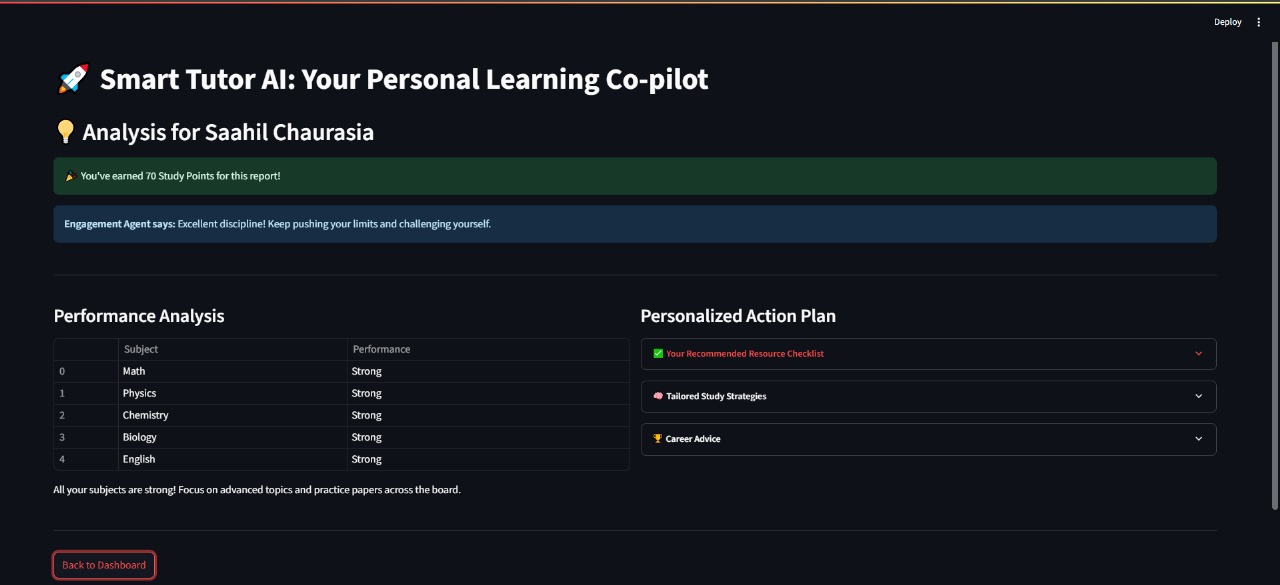 Deploy
Smart Tutor AI: Your Personal Learning Co-pilot
Analysis for Saahil Chaurasia
You've earned 70 Study Points for this report!
Engagement Agent says: Excellent discipline! Keep pushing your limits and challenging yourself.
Performance Analysis
Subject Performance
0 Math Strong
1 Physics Strong
2 Chemistry Strong
3 Biology Strong
4 English Strong
All your subjects are strong! Focus on advanced topics and practice papers across the board.
Personalized Action Plan
Your Recommended Resource Checklist
Tailored Study Strategies
Career Advice
Back to Dashboard